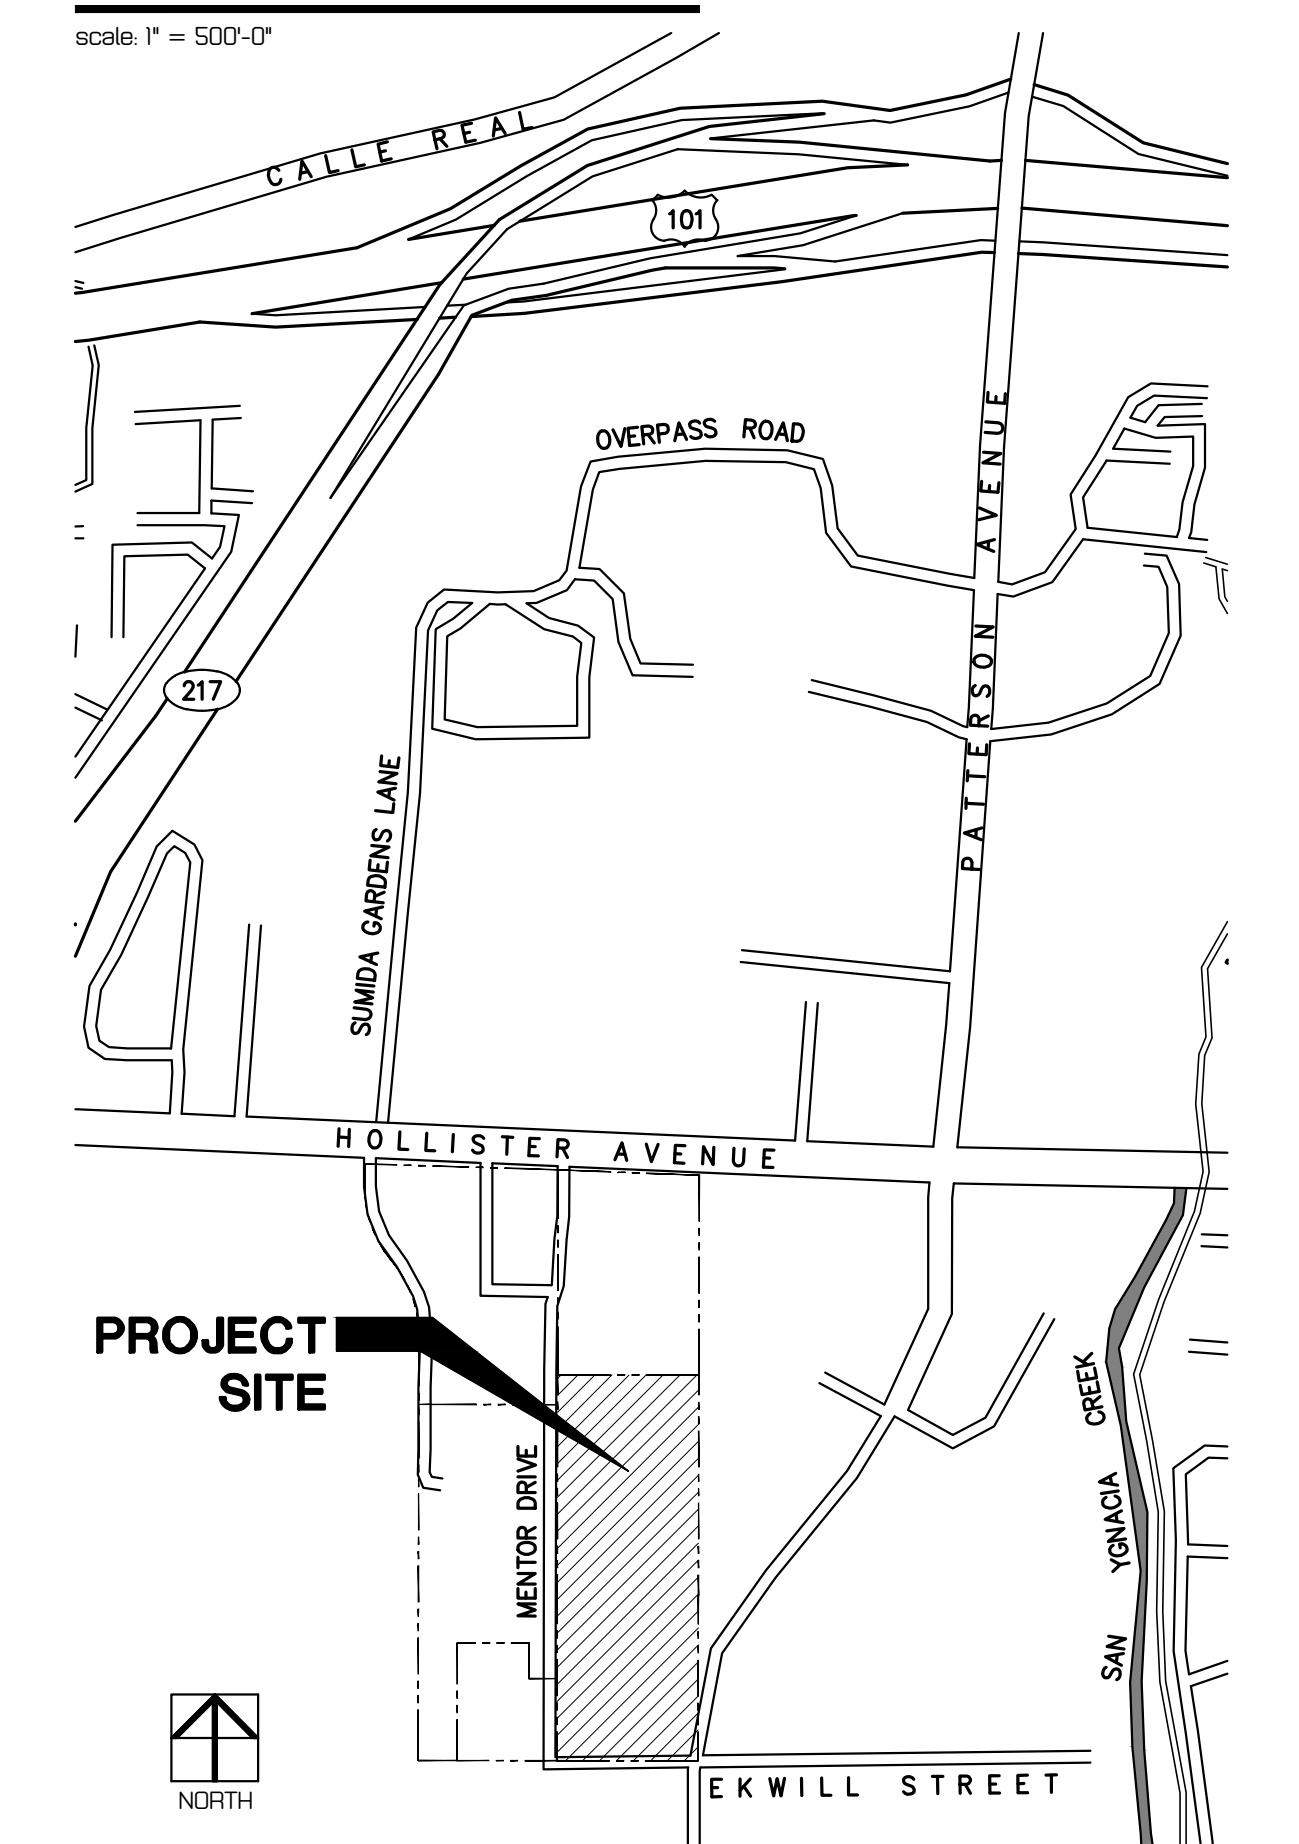 scale: 1" = 500'-0"
CALLE REAL
101
OVERPASS ROAD
PATTERSON AVENUE
217
SUMIDA GARDENS LANE
HOLLISTER AVENUE
PROJECT
SITE
MENTOR DRIVE
SAN YGNACIA CREEK
EKWILL STREET
NORTH